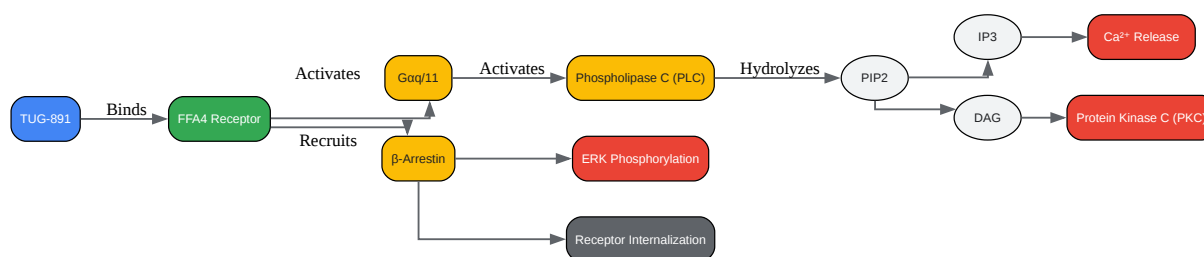 TUG-891
Binds
FFA4 Receptor
Activates
Recruits
Gαq/11
Activates
Phospholipase C (PLC)
Hydrolyzes
PIP2
IP3
Ca²⁺ Release
DAG
Protein Kinase C (PKC)
β-Arrestin
ERK Phosphorylation
Receptor Internalization